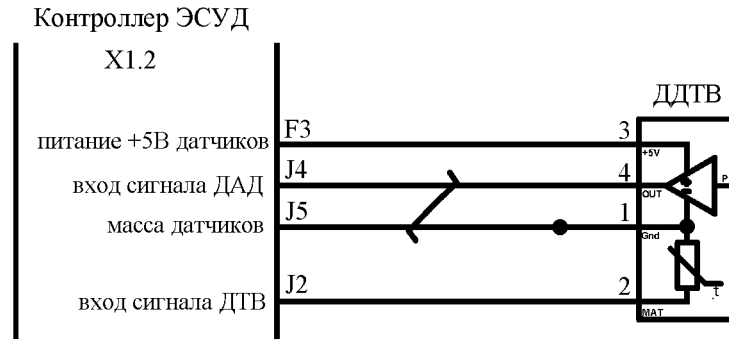 Контроллер ЭСУД
X1.2
ДДТВ
питание +5В датчиков F3 3 +5V
вход сигнала ДАД J4 4 OUT P
масса датчиков J5 1 Gnd
вход сигнала ДТВ J2 2 MAT t